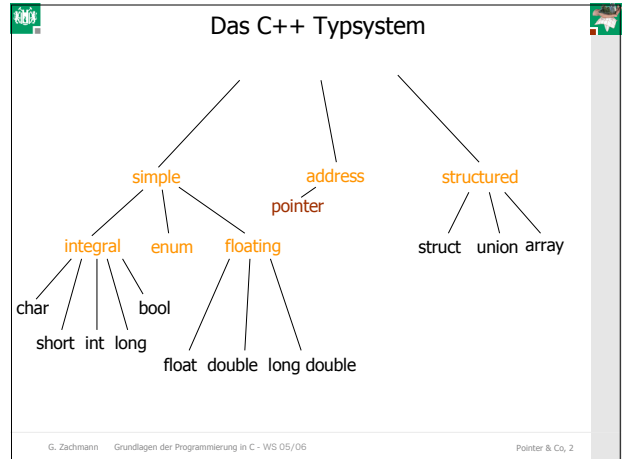 Das C++ Typsystem
simple address structured
pointer
integral enum floating struct union array
char bool
short int long
float double long double
G. Zachmann Grundlagen der Programmierung in C - WS 05/06 Pointer & Co, 2